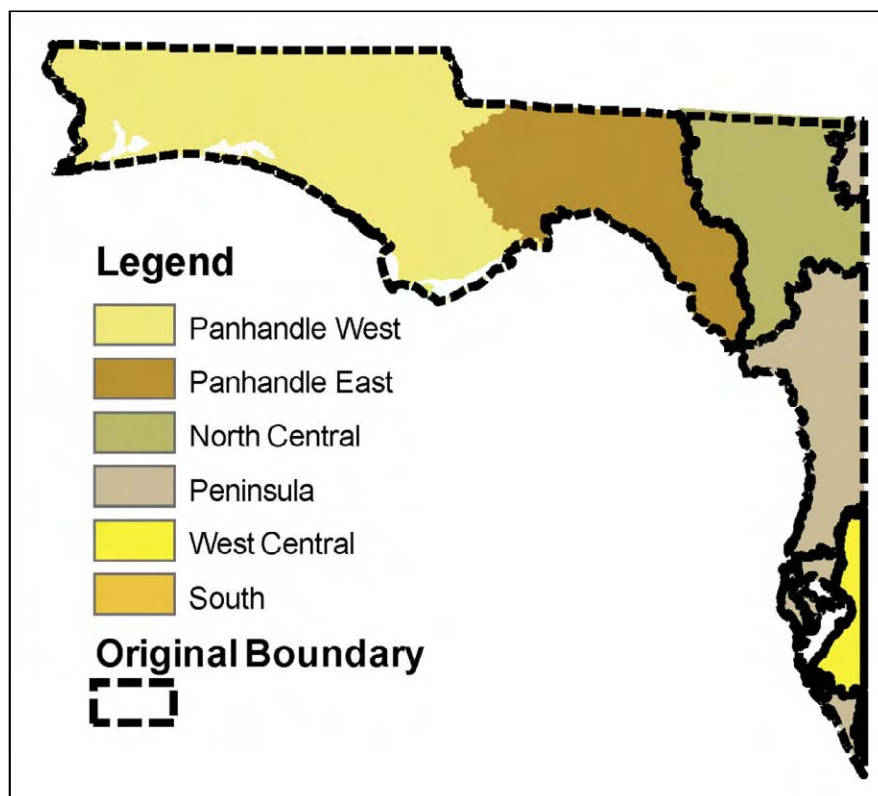 Legend
Panhandle West
Panhandle East
North Central
Peninsula
West Central
South
Original Boundary